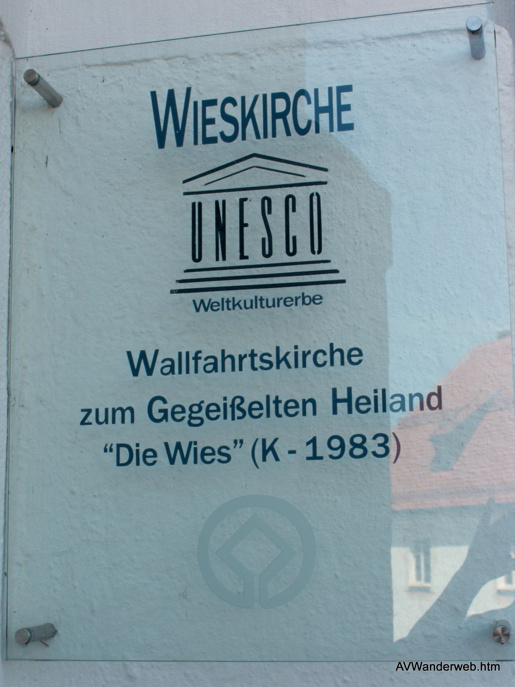 WIESKIRCHE
UNESCO
Weltkulturerbe
Wallfahrtskirche
zum Gegeißelten Heiland
“Die Wies” (K - 1983)
AVWanderweb.htm